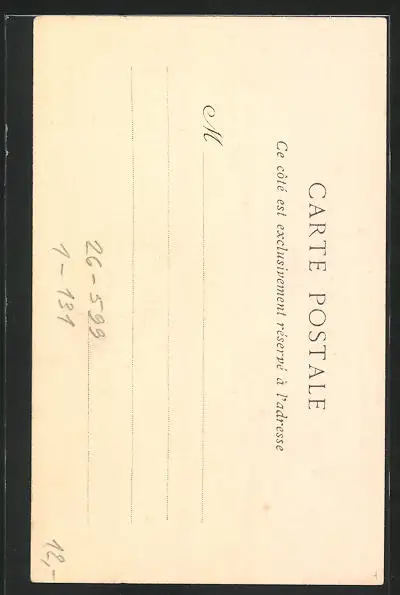 CARTE POSTALE
Ce côté est exclusivement réservé à l'adresse
M
26-599
1-131
12,-